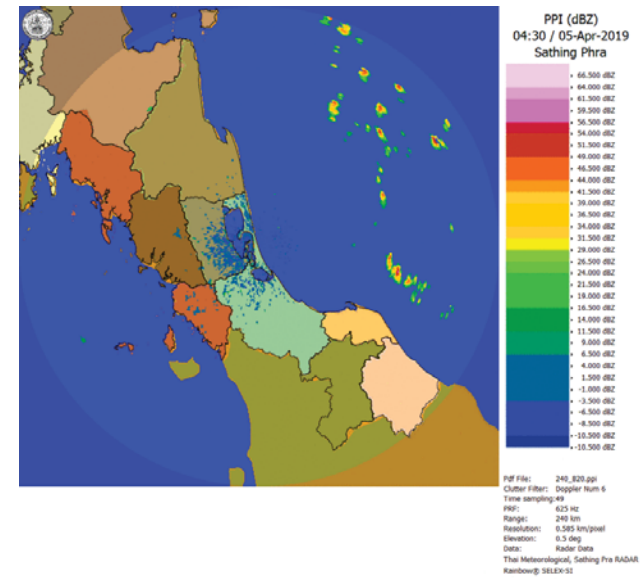 PPI (dBZ)
04:30 / 05-Apr-2019
Sathing Phra
66.500 dBZ
64.000 dBZ
61.500 dBZ
59.500 dBZ
56.500 dBZ
54.000 dBZ
51.500 dBZ
49.000 dBZ
46.500 dBZ
44.000 dBZ
41.500 dBZ
39.000 dBZ
36.500 dBZ
34.000 dBZ
31.500 dBZ
29.000 dBZ
26.500 dBZ
24.000 dBZ
21.500 dBZ
16.500 dBZ
14.000 dBZ
11.500 dBZ
9.000 dBZ
6.500 dBZ
4.000 dBZ
1.500 dBZ
-1.000 dBZ
-3.500 dBZ
-6.500 dBZ
-8.500 dBZ
-10.500 dBZ
-10.500 dBZ
Pdf File: 240_820.ppi
Clutter Filter: Doppler Num 6
Time sampling:49
PRF: 625 Hz
Range: 240 km
Resolution: 0.585 km/pixel
Elevation: 0.5 deg
Data: Radar Data
Thai Meteorological, Sathing Pra RADAR
Rainbow® SELEX-SI